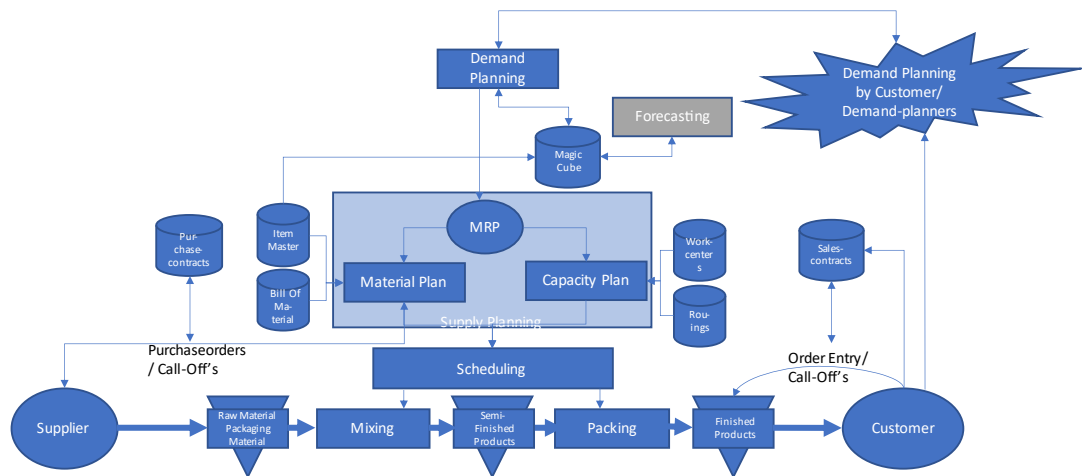 Demand
Planning
Demand Planning
by Customer/
Demand-planners
Forecasting
Magic
Cube
MRP
Item
Master
Pur-
chase-
contracts
Work-
center
s
Sales-
contracts
Material Plan
Capacity Plan
Bill Of
Ma-
terial
Rou-
ings
Supply Planning
Purchaseorders
/ Call-Off's
Order Entry/
Call-Off's
Scheduling
Supplier
Raw Material
Packaging
Material
Mixing
Semi-
Finished
Products
Packing
Finished
Products
Customer